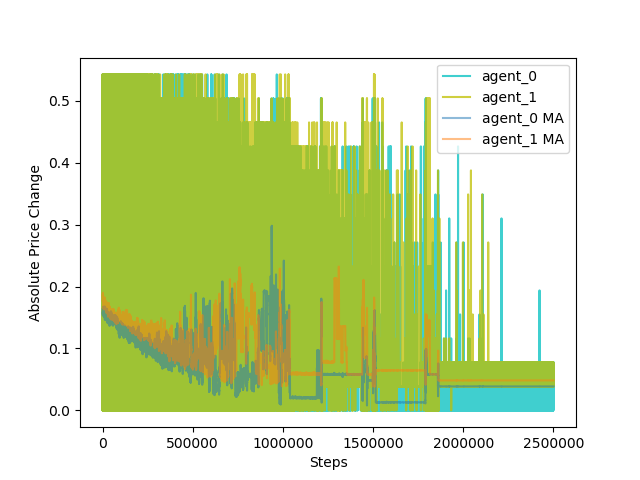 agent_0
agent_1
agent_0 MA
agent_1 MA
0.5
0.4
0.3
0.2
0.1
0.0
Absolute Price Change
0 500000 1000000 1500000 2000000 2500000
Steps